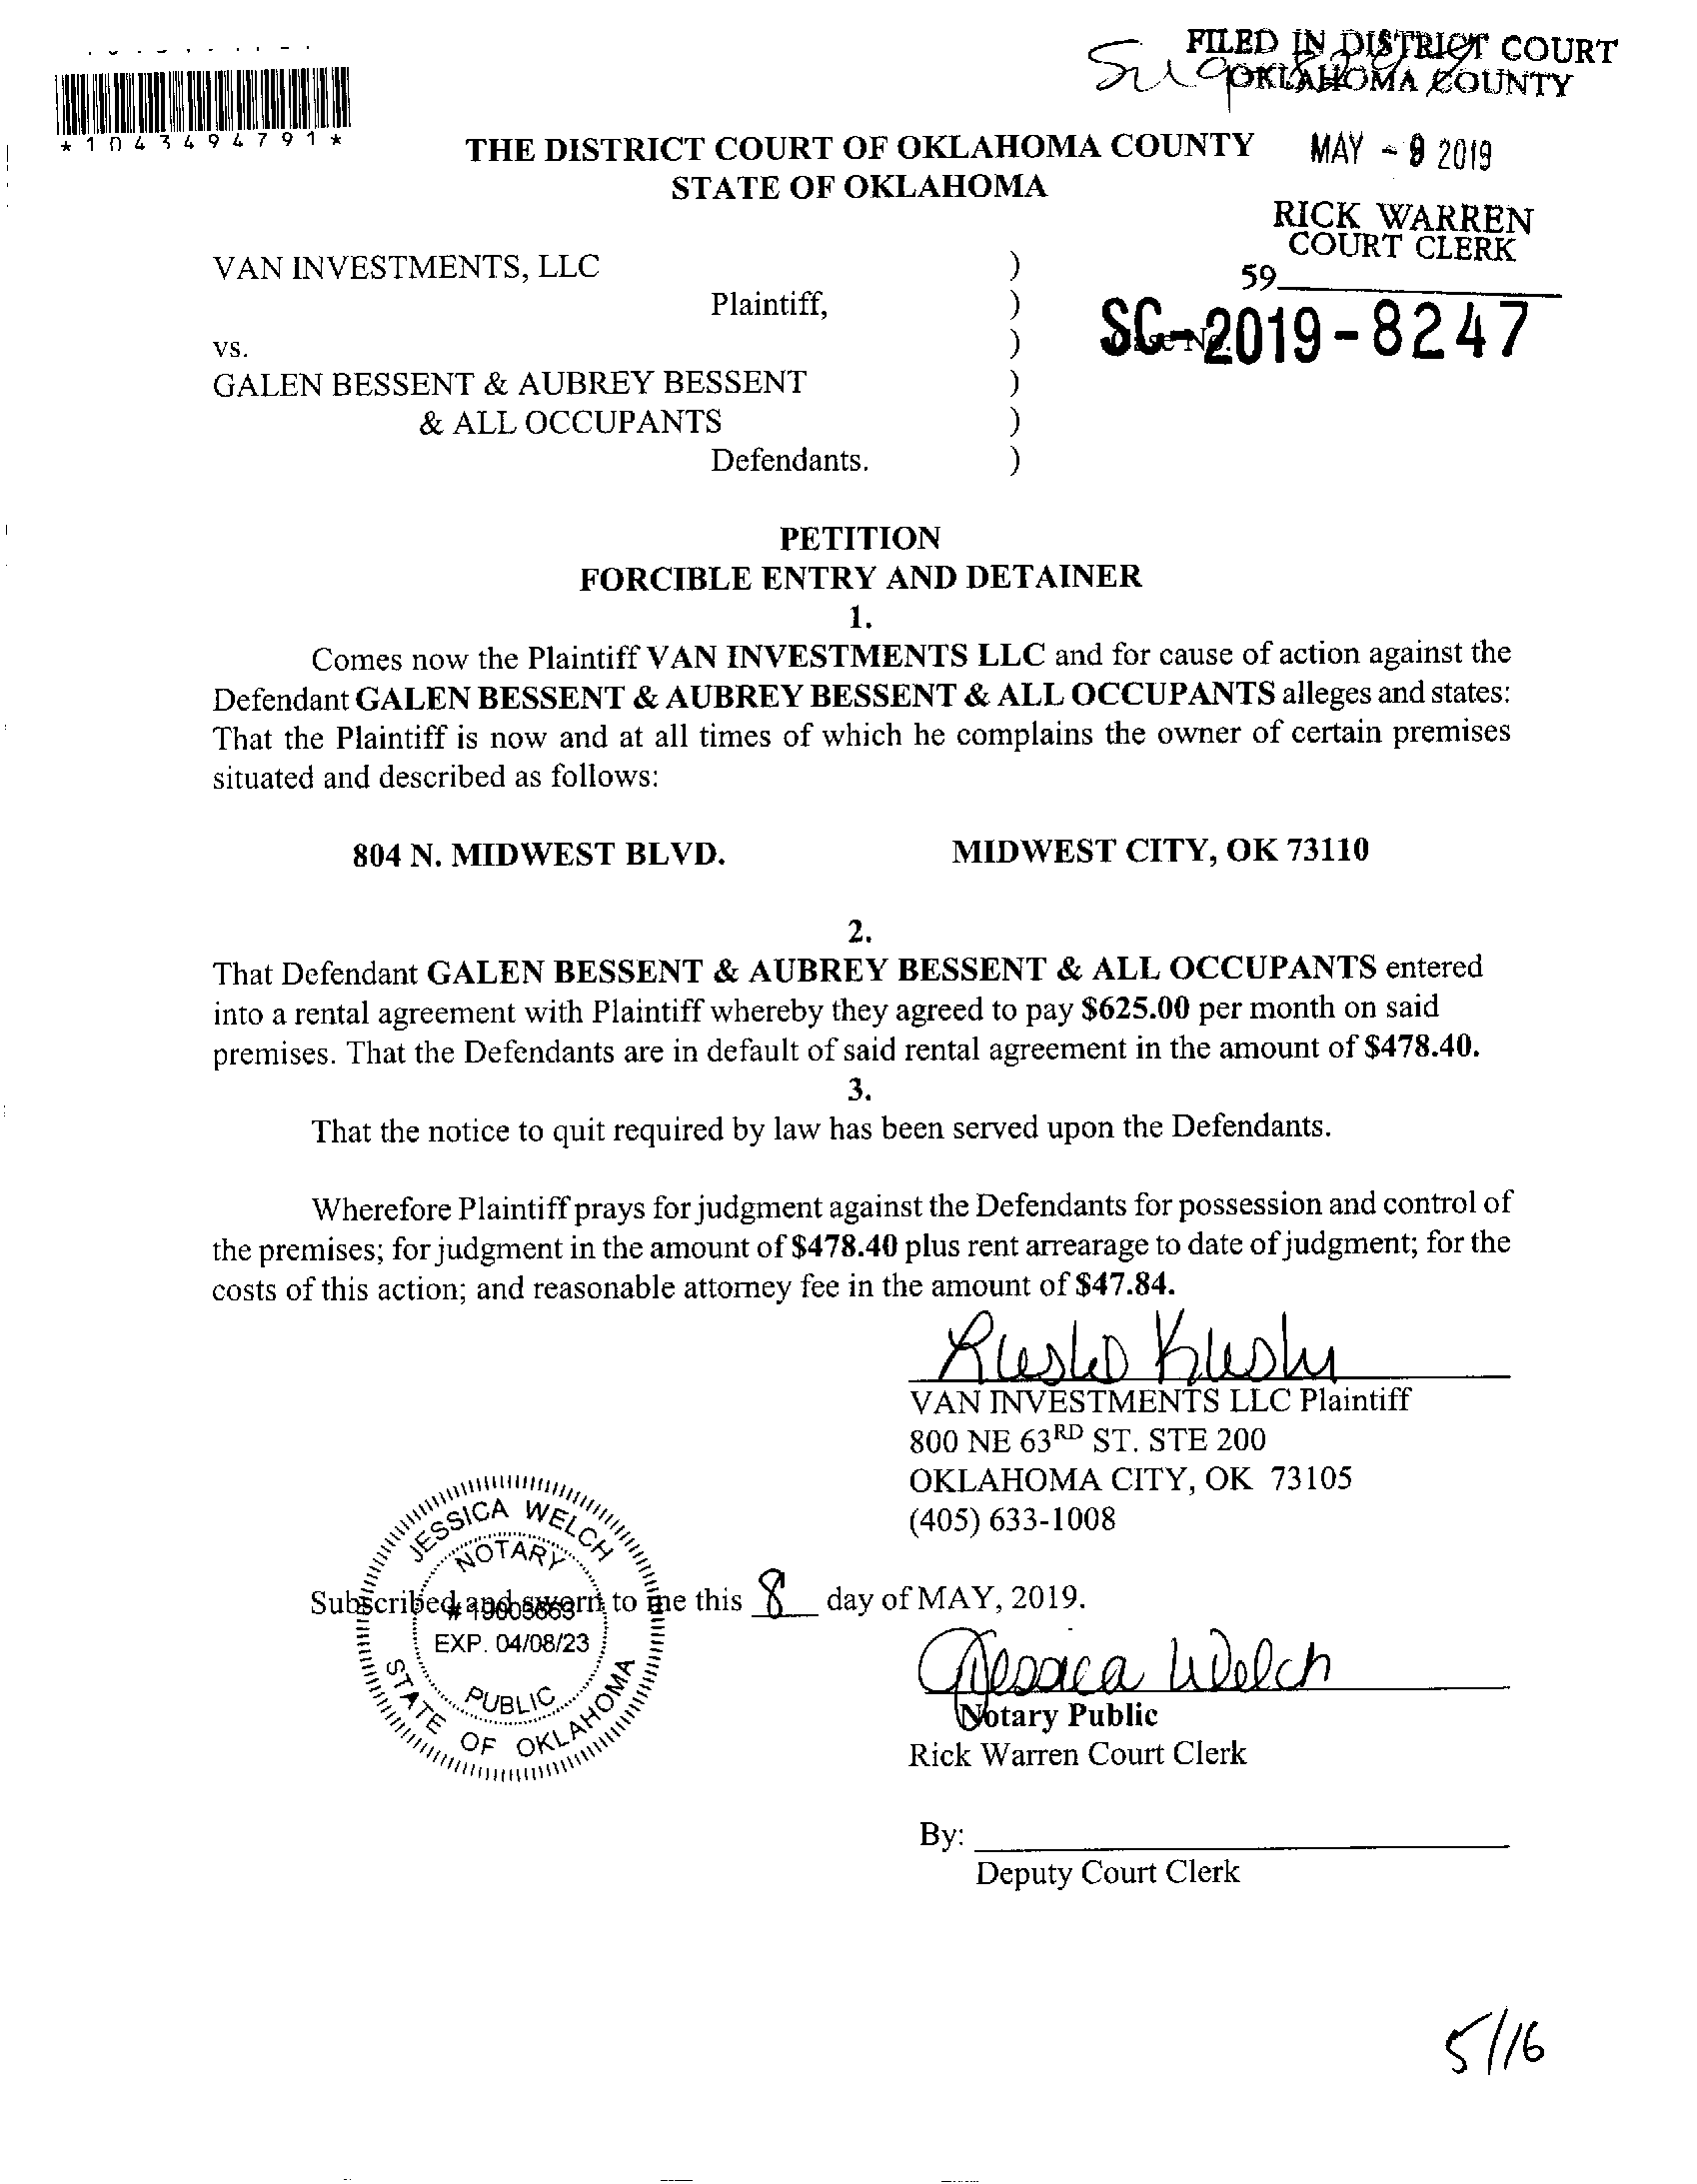 FILED IN DISTRICT COURT
OKLAHOMA COUNTY
*1043494791*
THE DISTRICT COURT OF OKLAHOMA COUNTY
STATE OF OKLAHOMA
MAY - 9 2019
RICK WARREN
COURT CLERK
59
VAN INVESTMENTS, LLC )
Plaintiff, )
vs. ) Case No.
SC-2019-8247
GALEN BESSENT & AUBREY BESSENT )
& ALL OCCUPANTS )
Defendants. )
PETITION
FORCIBLE ENTRY AND DETAINER
1.
Comes now the Plaintiff VAN INVESTMENTS LLC and for cause of action against the
Defendant GALEN BESSENT & AUBREY BESSENT & ALL OCCUPANTS alleges and states:
That the Plaintiff is now and at all times of which he complains the owner of certain premises
situated and described as follows:
804 N. MIDWEST BLVD. MIDWEST CITY, OK 73110
2.
That Defendant GALEN BESSENT & AUBREY BESSENT & ALL OCCUPANTS entered
into a rental agreement with Plaintiff whereby they agreed to pay $625.00 per month on said
premises. That the Defendants are in default of said rental agreement in the amount of $478.40.
3.
That the notice to quit required by law has been served upon the Defendants.
Wherefore Plaintiff prays for judgment against the Defendants for possession and control of
the premises; for judgment in the amount of $478.40 plus rent arrearage to date of judgment; for the
costs of this action; and reasonable attorney fee in the amount of $47.84.
VAN INVESTMENTS LLC Plaintiff
800 NE 63RD ST. STE 200
OKLAHOMA CITY, OK 73105
(405) 633-1008
JESSICA WELCH
NOTARY
Subscribed and sworn to me this 8 day of MAY, 2019.
EXP. 04/08/23
PUBLIC
STATE OF OKLAHOMA
Jessica Welch
Notary Public
Rick Warren Court Clerk
By:
Deputy Court Clerk
5/16